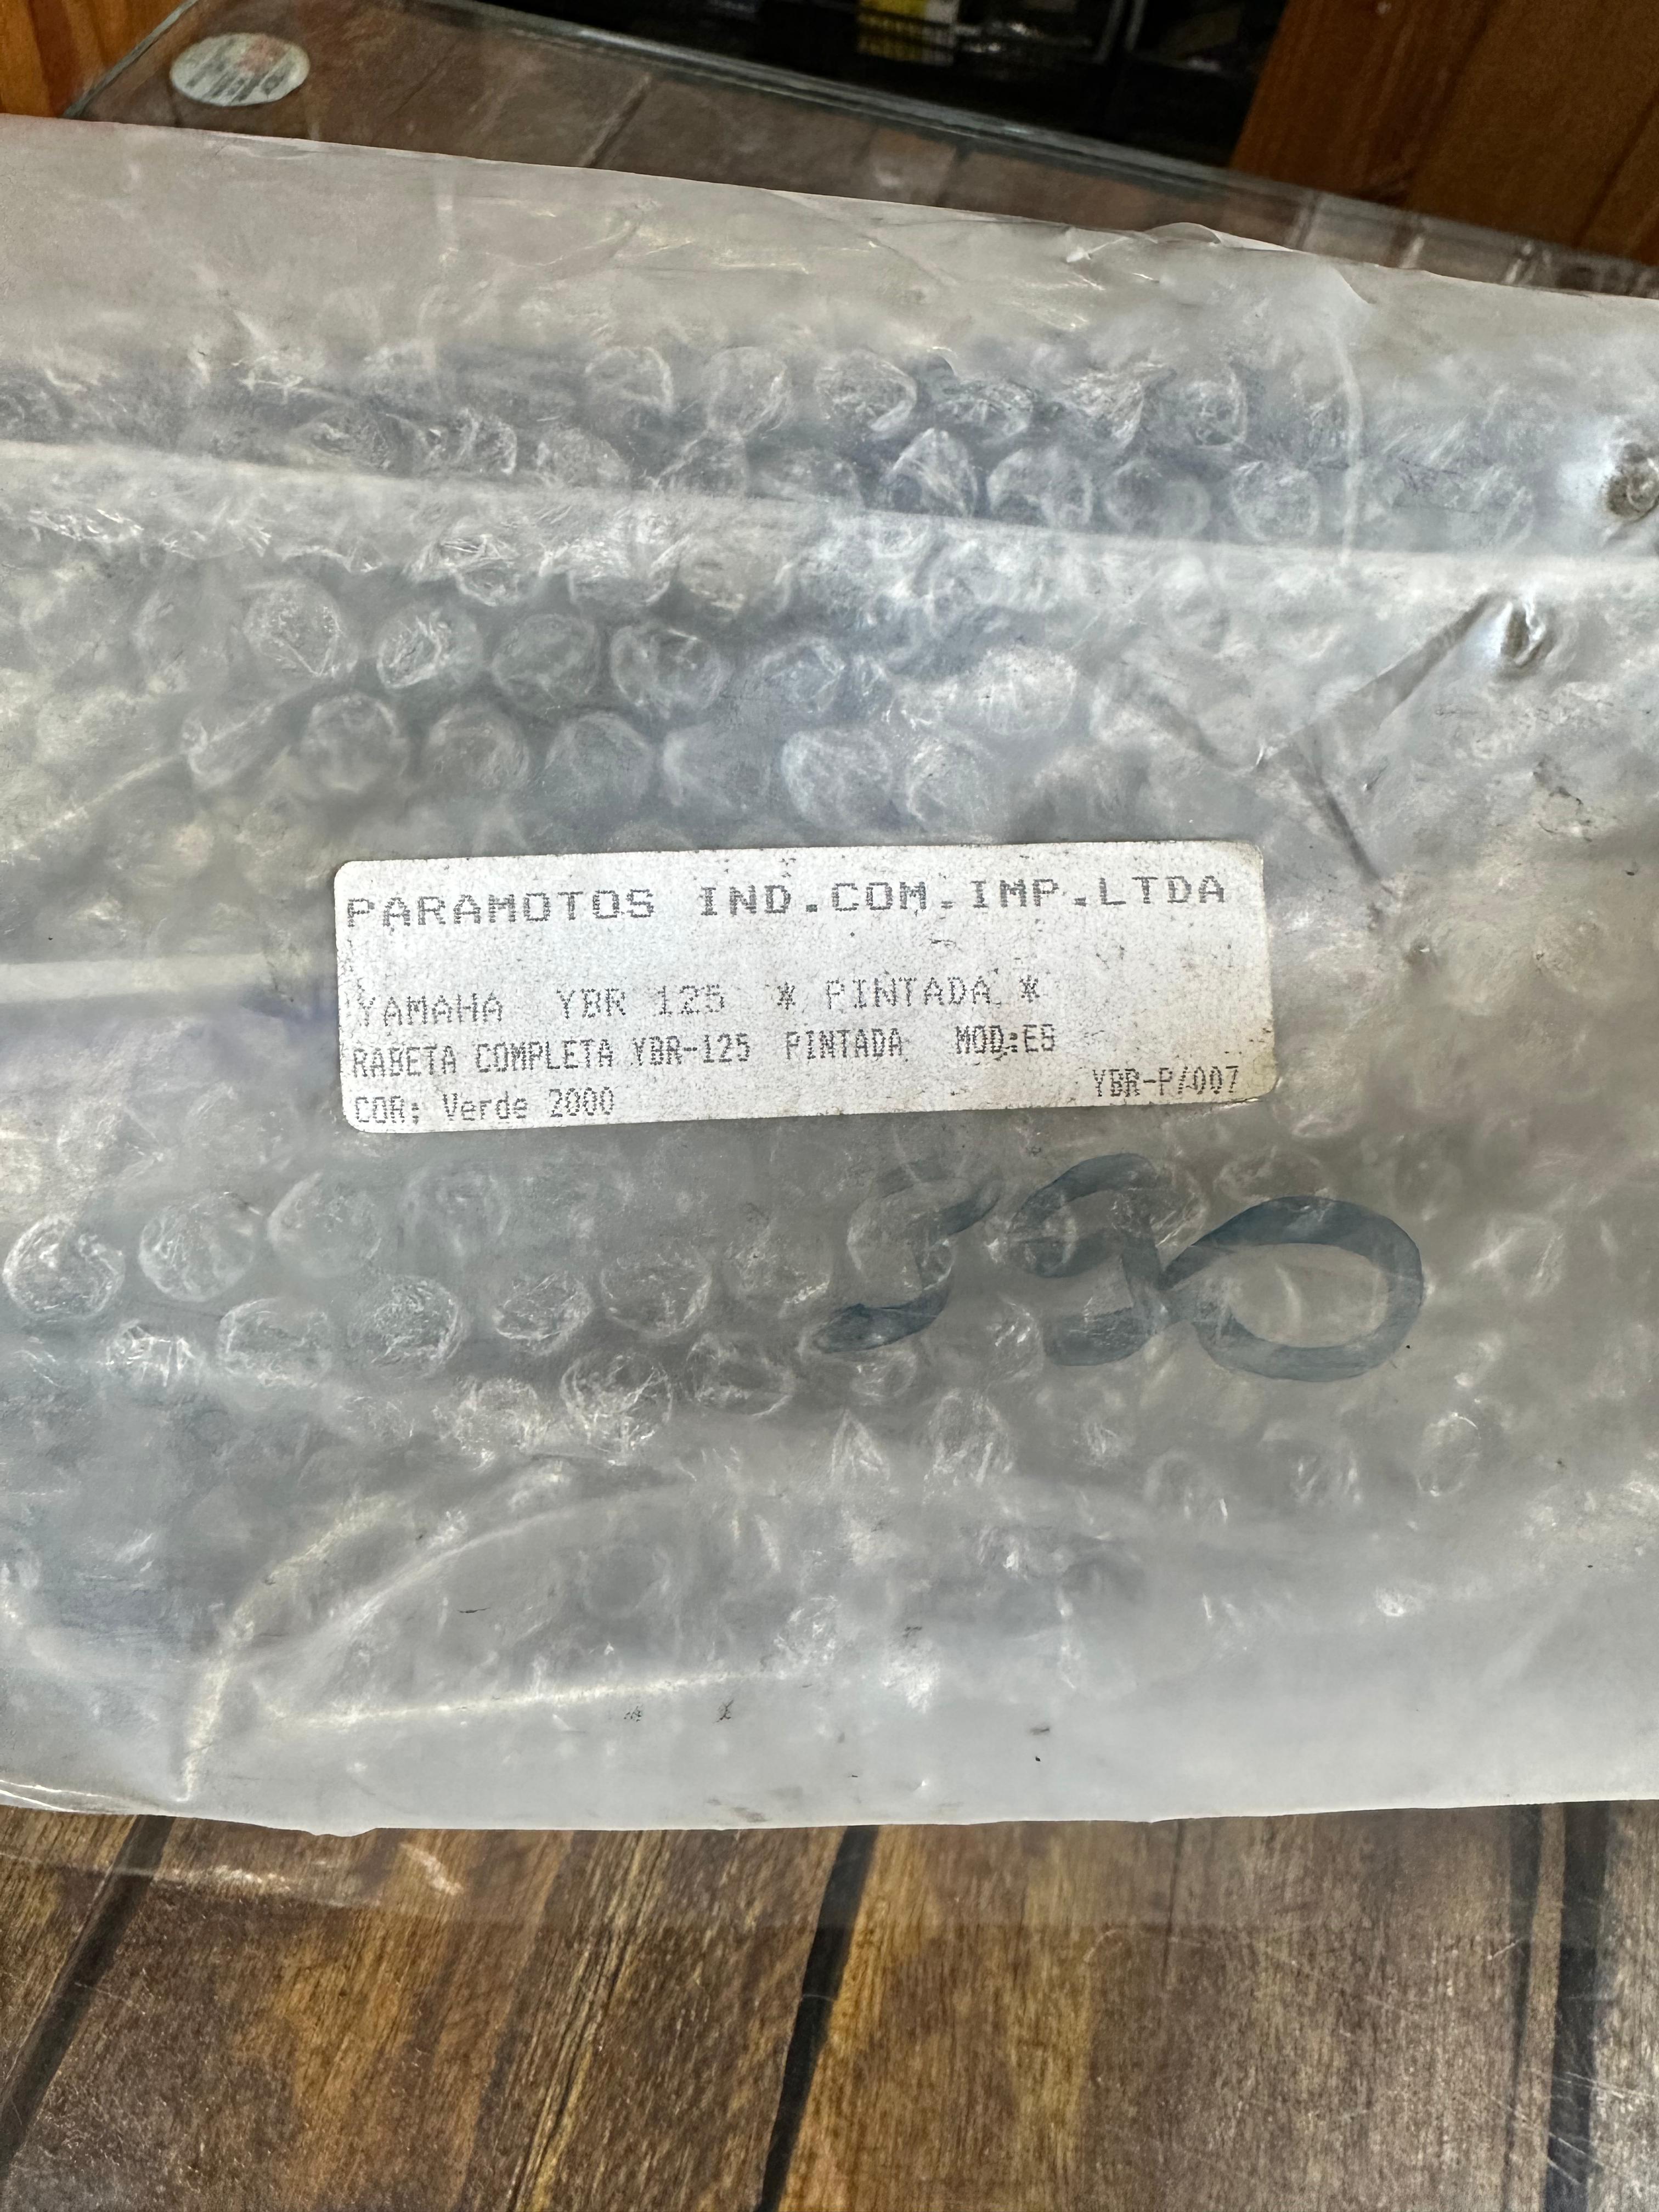 PARAMOTOS IND.COM.IMP.LTDA
YAMAHA YBR 125 * PINTADA *
RABETA COMPLETA YBR-125 PINTADA MOD:ES
YBR-P/007
COR: Verde 2000
590